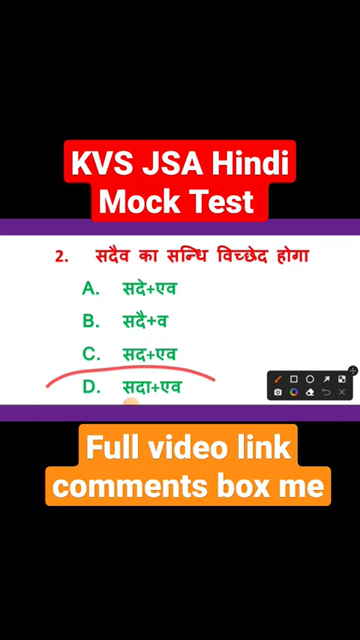 KVS JSA Hindi
Mock Test
2. सदैव का सन्धि विच्छेद होगा
A. सदे+एव
B. सदै+व
C. सद+एव
D. सदा+एव
Full video link
comments box me